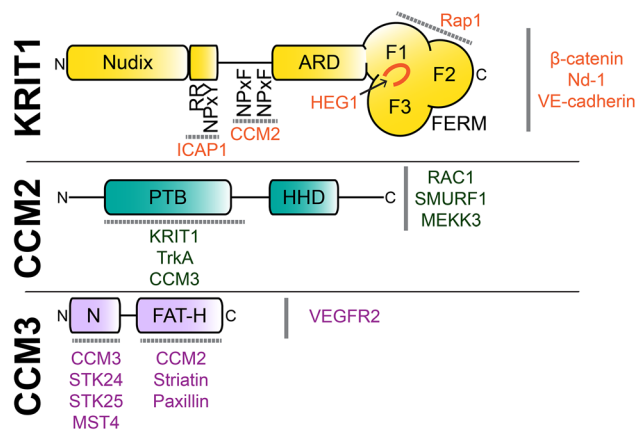 KRIT1
N
Nudix
RR
NPxY
NPxF
NPxF
ARD
F1
F2
F3
C
FERM
Rap1
HEG1
ICAP1
CCM2
β-catenin
Nd-1
VE-cadherin
CCM2
N
PTB
HHD
C
KRIT1
TrkA
CCM3
RAC1
SMURF1
MEKK3
CCM3
N
N
FAT-H
C
CCM3
STK24
STK25
MST4
CCM2
Striatin
Paxillin
VEGFR2